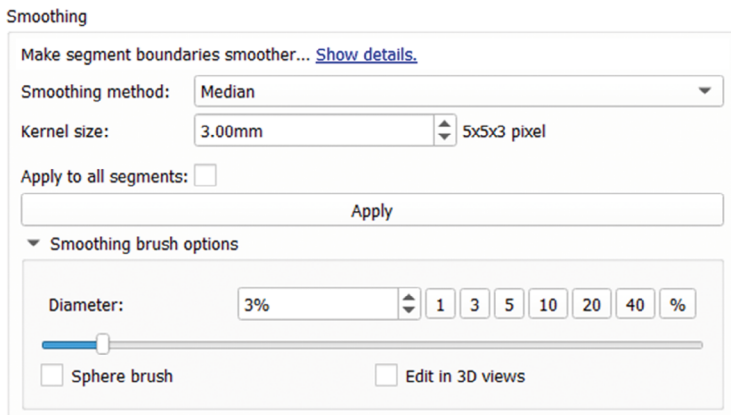 Smoothing
Make segment boundaries smoother... Show details.
Smoothing method: Median
Kernel size: 3.00mm 5x5x3 pixel
Apply to all segments:
Apply
Smoothing brush options
Diameter: 3% 1 3 5 10 20 40 %
Sphere brush Edit in 3D views